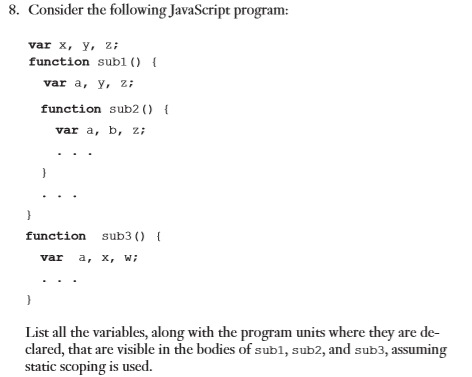 8. Consider the following JavaScript program:
var x, y, z;
function sub1() {
var a, y, z;
function sub2() {
var a, b, z;
. . .
}
. . .
}
function sub3() {
var a, x, w;
. . .
}
List all the variables, along with the program units where they are de-
clared, that are visible in the bodies of sub1, sub2, and sub3, assuming
static scoping is used.